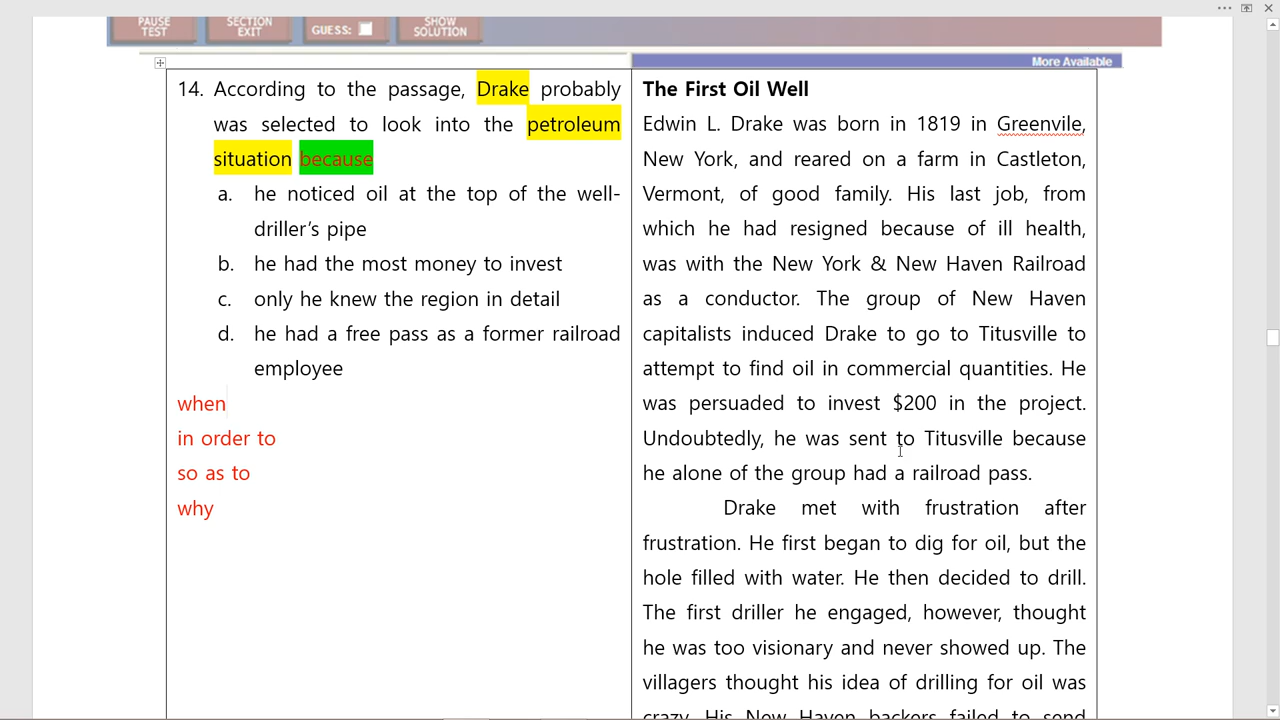 PAUSE
TEST
SECTION
EXIT
GUESS:
SHOW
SOLUTION
More Available
14. According to the passage, Drake probably
was selected to look into the petroleum
situation because
a. he noticed oil at the top of the well-
driller's pipe
b. he had the most money to invest
c. only he knew the region in detail
d. he had a free pass as a former railroad
employee
when
in order to
so as to
why
The First Oil Well
Edwin L. Drake was born in 1819 in Greenvile,
New York, and reared on a farm in Castleton,
Vermont, of good family. His last job, from
which he had resigned because of ill health,
was with the New York & New Haven Railroad
as a conductor. The group of New Haven
capitalists induced Drake to go to Titusville to
attempt to find oil in commercial quantities. He
was persuaded to invest $200 in the project.
Undoubtedly, he was sent to Titusville because
he alone of the group had a railroad pass.
Drake met with frustration after
frustration. He first began to dig for oil, but the
hole filled with water. He then decided to drill.
The first driller he engaged, however, thought
he was too visionary and never showed up. The
villagers thought his idea of drilling for oil was
crazy. His New Haven backers failed to send